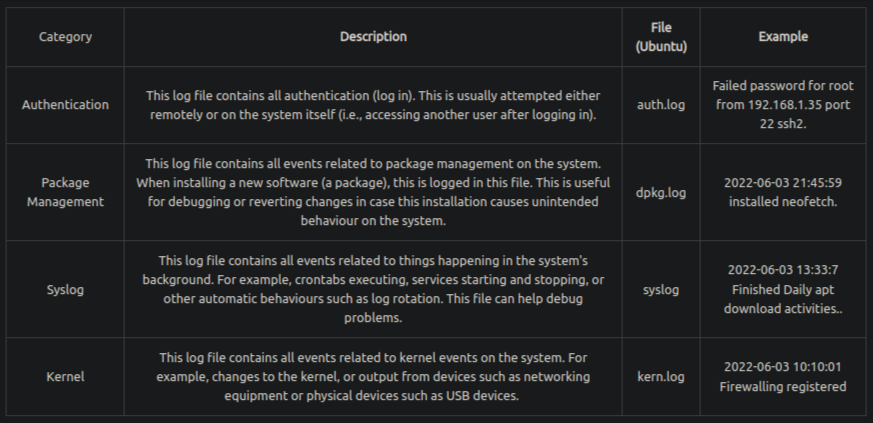 Category
Description
File
(Ubuntu)
Example
Authentication
This log file contains all authentication (log in). This is usually attempted either
remotely or on the system itself (i.e., accessing another user after logging in).
auth.log
Failed password for root
from 192.168.1.35 port
22 ssh2.
Package
Management
This log file contains all events related to package management on the system.
When installing a new software (a package), this is logged in this file. This is useful
for debugging or reverting changes in case this installation causes unintended
behaviour on the system.
dpkg.log
2022-06-03 21:45:59
installed neofetch.
Syslog
This log file contains all events related to things happening in the system's
background. For example, crontabs executing, services starting and stopping, or
other automatic behaviours such as log rotation. This file can help debug
problems.
syslog
2022-06-03 13:33:7
Finished Daily apt
download activities..
Kernel
This log file contains all events related to kernel events on the system. For
example, changes to the kernel, or output from devices such as networking
equipment or physical devices such as USB devices.
kern.log
2022-06-03 10:10:01
Firewalling registered